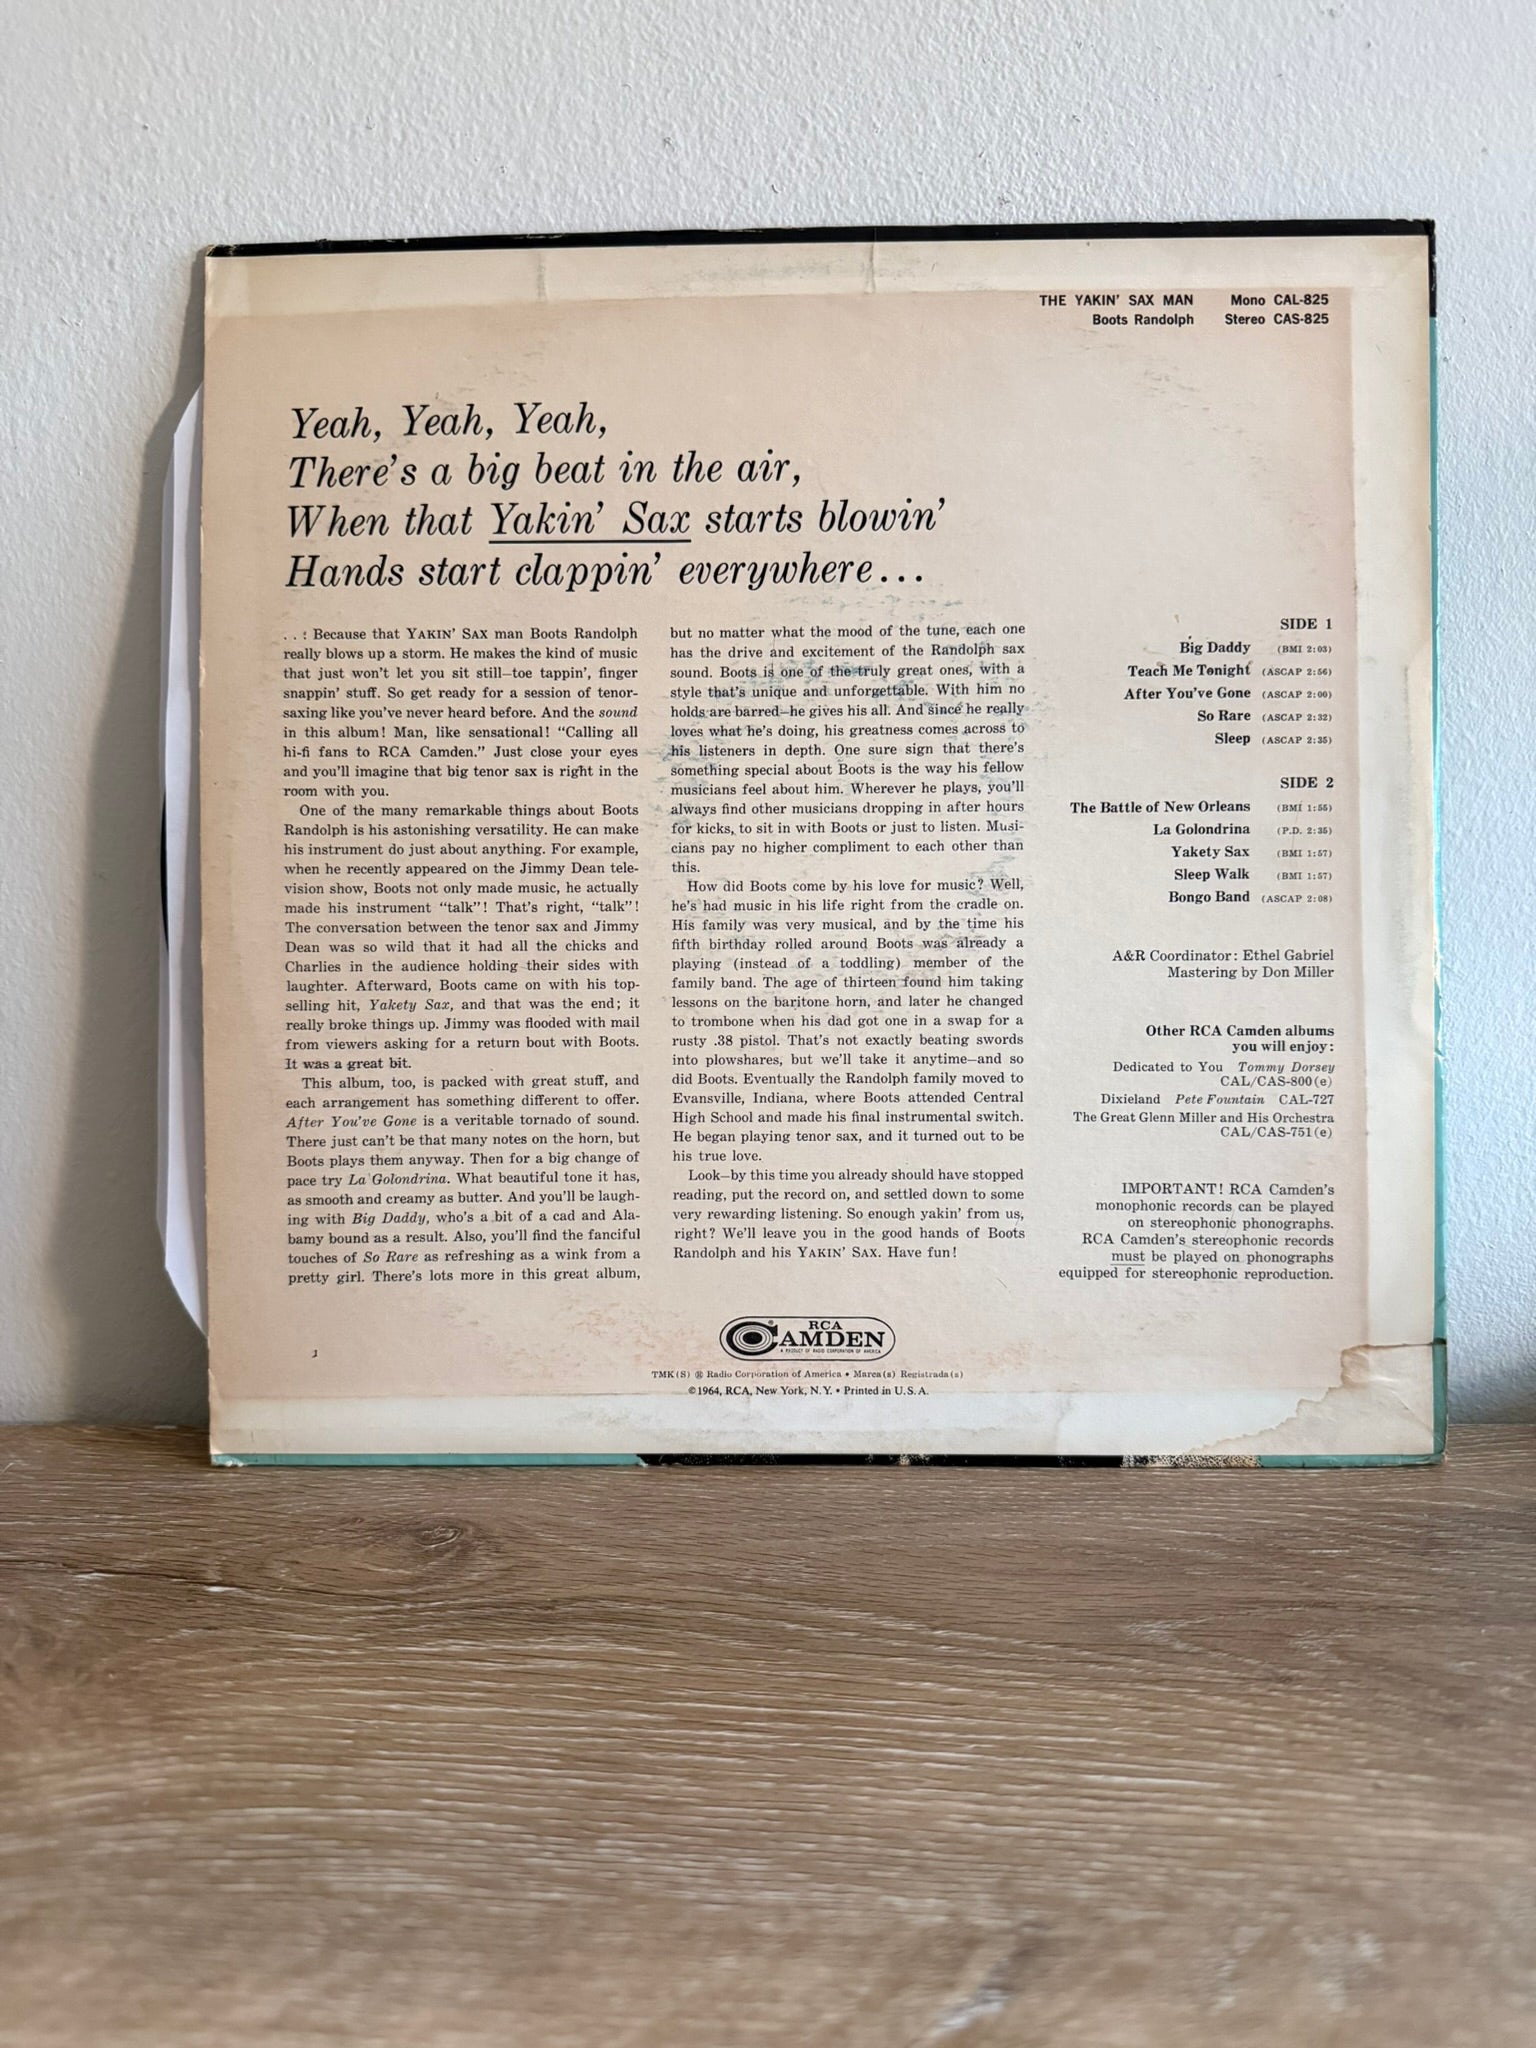 THE YAKIN' SAX MAN Mono CAL-825
Boots Randolph Stereo CAS-825
Yeah, Yeah, Yeah,
There's a big beat in the air,
When that Yakin' Sax starts blowin'
Hands start clappin' everywhere...
... Because that YAKIN' SAX man Boots Randolph
really blows up a storm. He makes the kind of music
that just won't let you sit still—toe tappin', finger
snappin' stuff. So get ready for a session of tenor-
saxing like you've never heard before. And the sound
in this album! Man, like sensational! "Calling all
hi-fi fans to RCA Camden." Just close your eyes
and you'll imagine that big tenor sax is right in the
room with you.
One of the many remarkable things about Boots
Randolph is his astonishing versatility. He can make
his instrument do just about anything. For example,
when he recently appeared on the Jimmy Dean tele-
vision show, Boots not only made music, he actually
made his instrument "talk"! That's right, "talk"!
The conversation between the tenor sax and Jimmy
Dean was so wild that it had all the chicks and
Charlies in the audience holding their sides with
laughter. Afterward, Boots came on with his top-
selling hit, Yakety Sax, and that was the end; it
really broke things up. Jimmy was flooded with mail
from viewers asking for a return bout with Boots.
It was a great bit.
This album, too, is packed with great stuff, and
each arrangement has something different to offer.
After You've Gone is a veritable tornado of sound.
There just can't be that many notes on the horn, but
Boots plays them anyway. Then for a big change of
pace try La Golondrina. What beautiful tone it has,
as smooth and creamy as butter. And you'll be laugh-
ing with Big Daddy, who's a bit of a cad and Ala-
bamy bound as a result. Also, you'll find the fanciful
touches of So Rare as refreshing as a wink from a
pretty girl. There's lots more in this great album,
but no matter what the mood of the tune, each one
has the drive and excitement of the Randolph sax
sound. Boots is one of the truly great ones, with a
style that's unique and unforgettable. With him no
holds are barred—he gives his all. And since he really
loves what he's doing, his greatness comes across to
his listeners in depth. One sure sign that there's
something special about Boots is the way his fellow
musicians feel about him. Wherever he plays, you'll
always find other musicians dropping in after hours
for kicks, to sit in with Boots or just to listen. Musi-
cians pay no higher compliment to each other than
this.
How did Boots come by his love for music? Well,
he's had music in his life right from the cradle on.
His family was very musical, and by the time his
fifth birthday rolled around Boots was already a
playing (instead of a toddling) member of the
family band. The age of thirteen found him taking
lessons on the baritone horn, and later he changed
to trombone when his dad got one in a swap for a
rusty .38 pistol. That's not exactly beating swords
into plowshares, but we'll take it anytime—and so
did Boots. Eventually the Randolph family moved to
Evansville, Indiana, where Boots attended Central
High School and made his final instrumental switch.
He began playing tenor sax, and it turned out to be
his true love.
Look—by this time you already should have stopped
reading, put the record on, and settled down to some
very rewarding listening. So enough yakin' from us,
right? We'll leave you in the good hands of Boots
Randolph and his YAKIN' SAX. Have fun!
SIDE 1
Big Daddy (BMI 2:03)
Teach Me Tonight (ASCAP 2:56)
After You've Gone (ASCAP 2:00)
So Rare (ASCAP 2:32)
Sleep (ASCAP 2:35)
SIDE 2
The Battle of New Orleans (BMI 1:55)
La Golondrina (P.D. 2:35)
Yakety Sax (BMI 1:57)
Sleep Walk (BMI 1:57)
Bongo Band (ASCAP 2:08)
A&R Coordinator: Ethel Gabriel
Mastering by Don Miller
Other RCA Camden albums
you will enjoy:
Dedicated to You Tommy Dorsey
CAL/CAS-800(e)
Dixieland Pete Fountain CAL-727
The Great Glenn Miller and His Orchestra
CAL/CAS-751(e)
IMPORTANT! RCA Camden's
monophonic records can be played
on stereophonic phonographs.
RCA Camden's stereophonic records
must be played on phonographs
equipped for stereophonic reproduction.
RCA
CAMDEN
A PRODUCT OF RADIO CORPORATION OF AMERICA
TMK(S) ® Radio Corporation of America • Marca(s) Registrada(s)
©1964, RCA, New York, N.Y. • Printed in U.S.A.